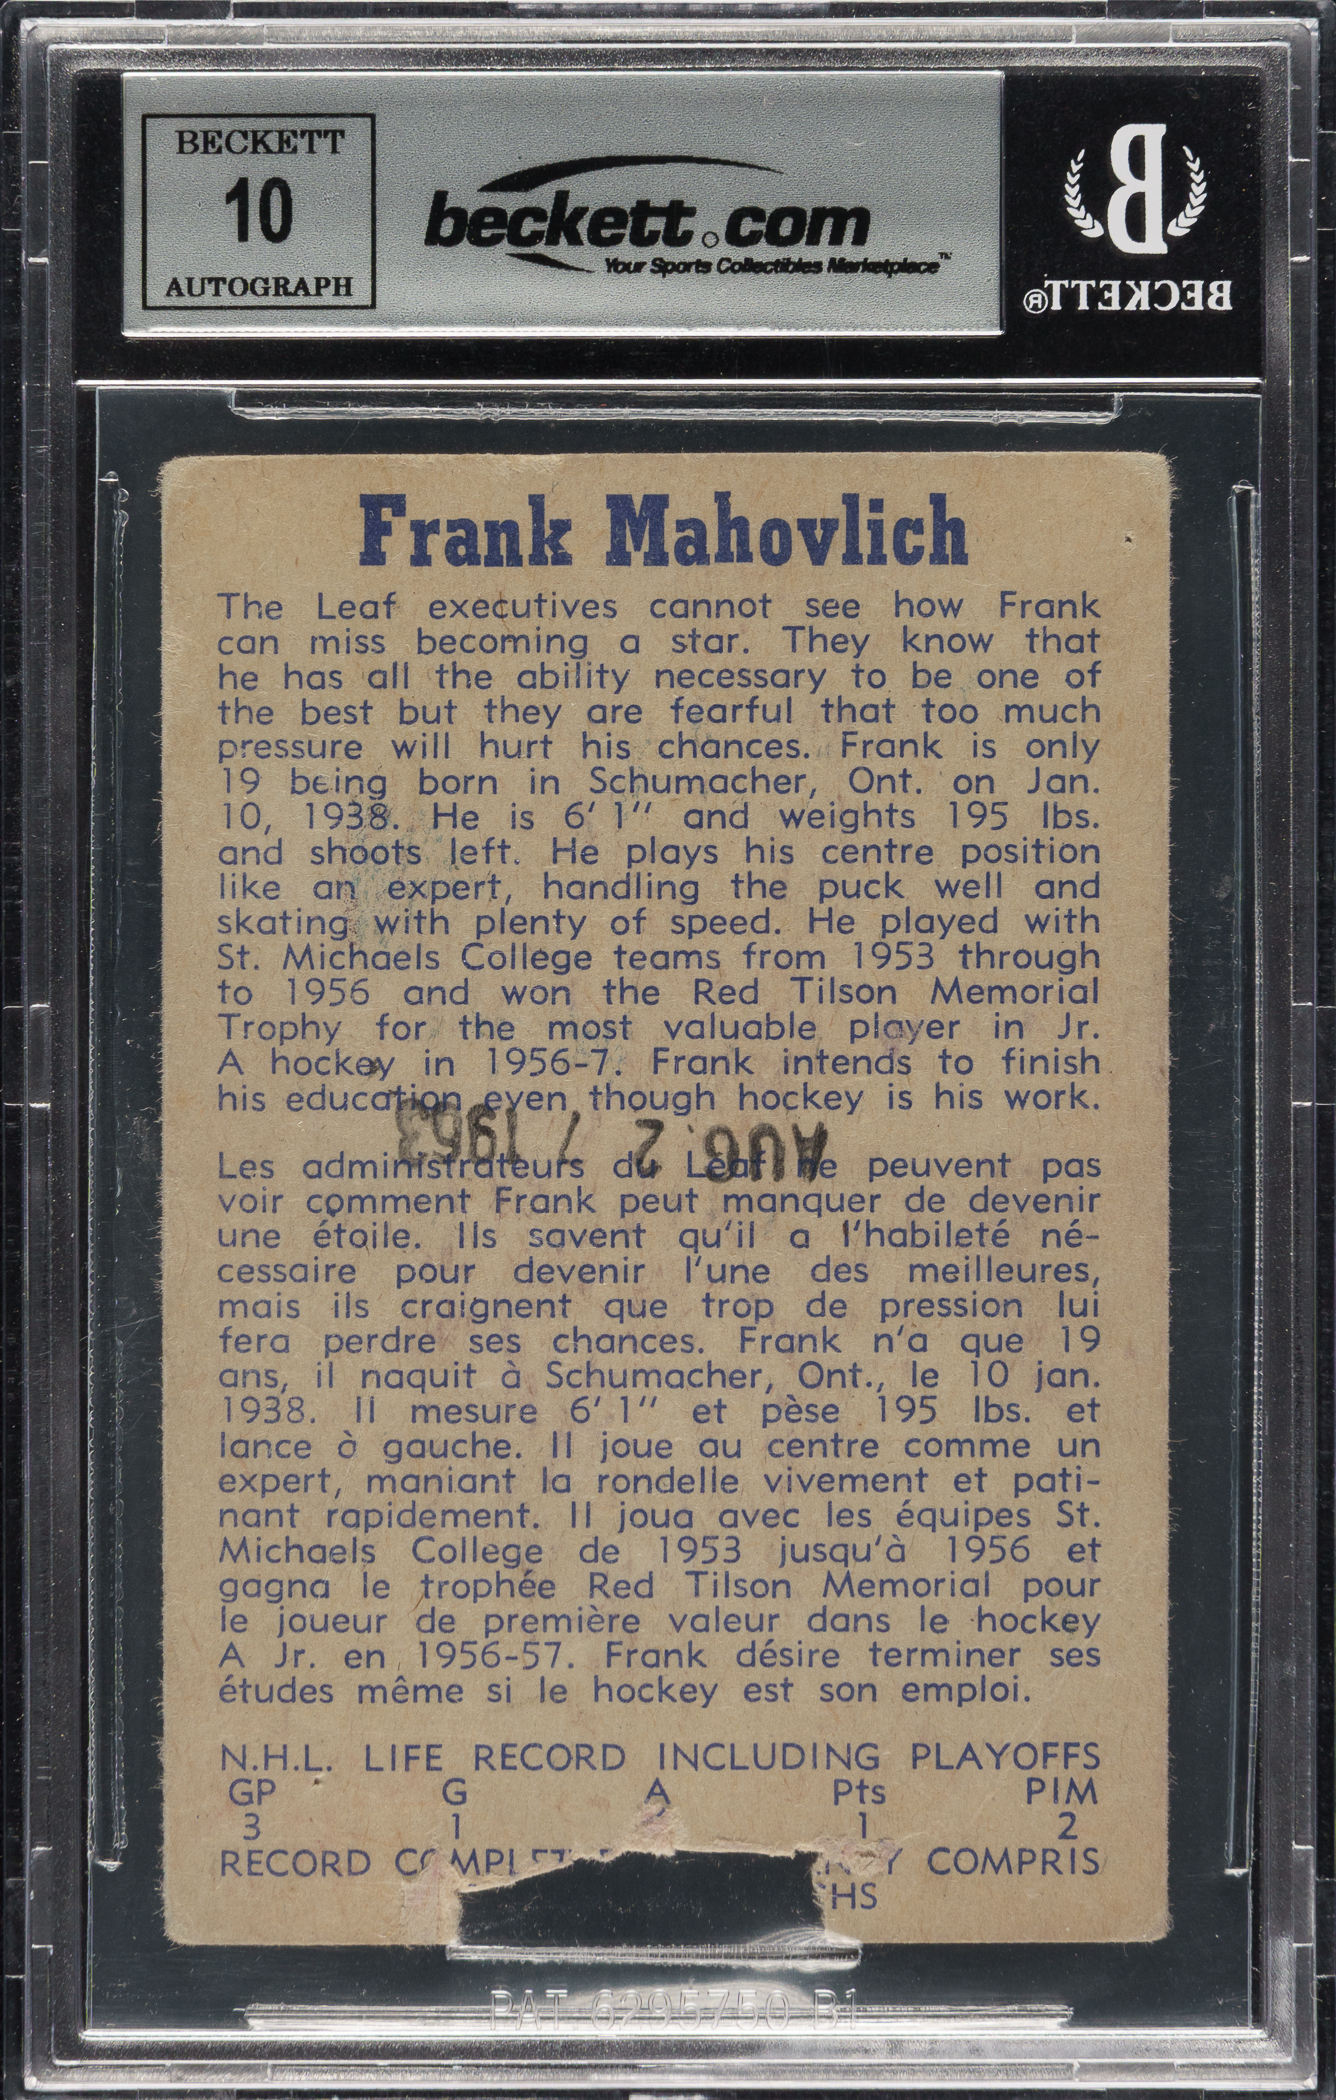 BECKETT
10
AUTOGRAPH
beckett.com
Your Sports Collectibles Marketplace™
BECKETT®
Frank Mahovlich
The Leaf executives cannot see how Frank
can miss becoming a star. They know that
he has all the ability necessary to be one of
the best but they are fearful that too much
pressure will hurt his chances. Frank is only
19 being born in Schumacher, Ont. on Jan.
10, 1938. He is 6' 1" and weights 195 lbs.
and shoots left. He plays his centre position
like an expert, handling the puck well and
skating with plenty of speed. He played with
St. Michaels College teams from 1953 through
to 1956 and won the Red Tilson Memorial
Trophy for the most valuable player in Jr.
A hockey in 1956-7. Frank intends to finish
his education even though hockey is his work.
AUG 2 7 1963
Les administrateurs du Leaf ne peuvent pas
voir comment Frank peut manquer de devenir
une étoile. Ils savent qu'il a l'habileté né-
cessaire pour devenir l'une des meilleures,
mais ils craignent que trop de pression lui
fera perdre ses chances. Frank n'a que 19
ans, il naquit à Schumacher, Ont., le 10 jan.
1938. Il mesure 6' 1" et pèse 195 lbs. et
lance à gauche. Il joue au centre comme un
expert, maniant la rondelle vivement et pati-
nant rapidement. Il joua avec les équipes St.
Michaels College de 1953 jusqu'à 1956 et
gagna le trophée Red Tilson Memorial pour
le joueur de première valeur dans le hockey
A Jr. en 1956-57. Frank désire terminer ses
études même si le hockey est son emploi.
N.H.L. LIFE RECORD INCLUDING PLAYOFFS
GP G A Pts PIM
3 1 1 2
RECORD COMPRIS
HS
PAT 6295750 B1